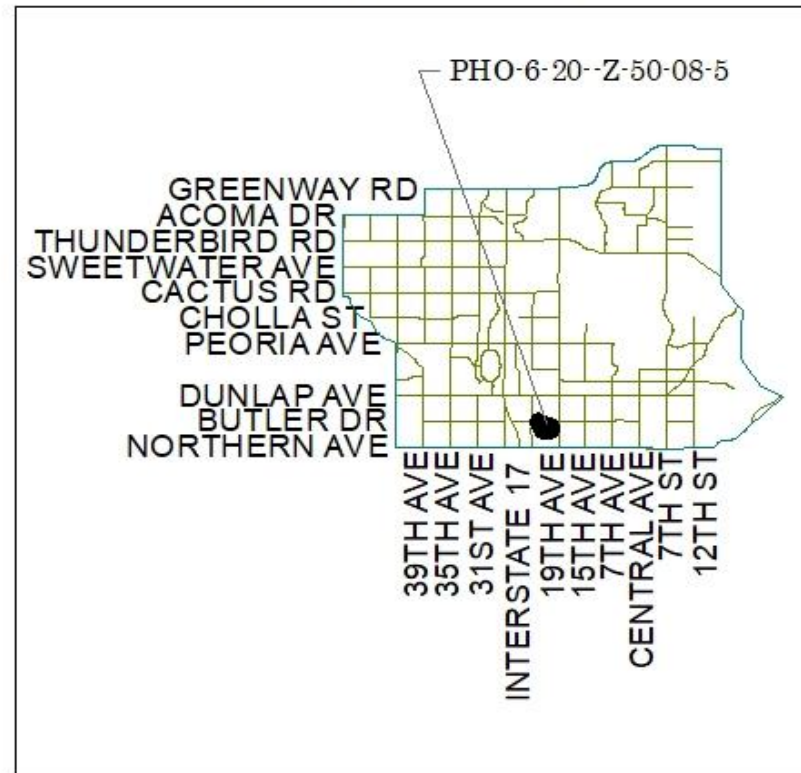 PHO-6-20--Z-50-08-5
GREENWAY RD
ACOMA DR
THUNDERBIRD RD
SWEETWATER AVE
CACTUS RD
CHOLLA ST
PEORIA AVE
DUNLAP AVE
BUTLER DR
NORTHERN AVE
39TH AVE
35TH AVE
31ST AVE
INTERSTATE 17
19TH AVE
15TH AVE
7TH AVE
CENTRAL AVE
7TH ST
12TH ST